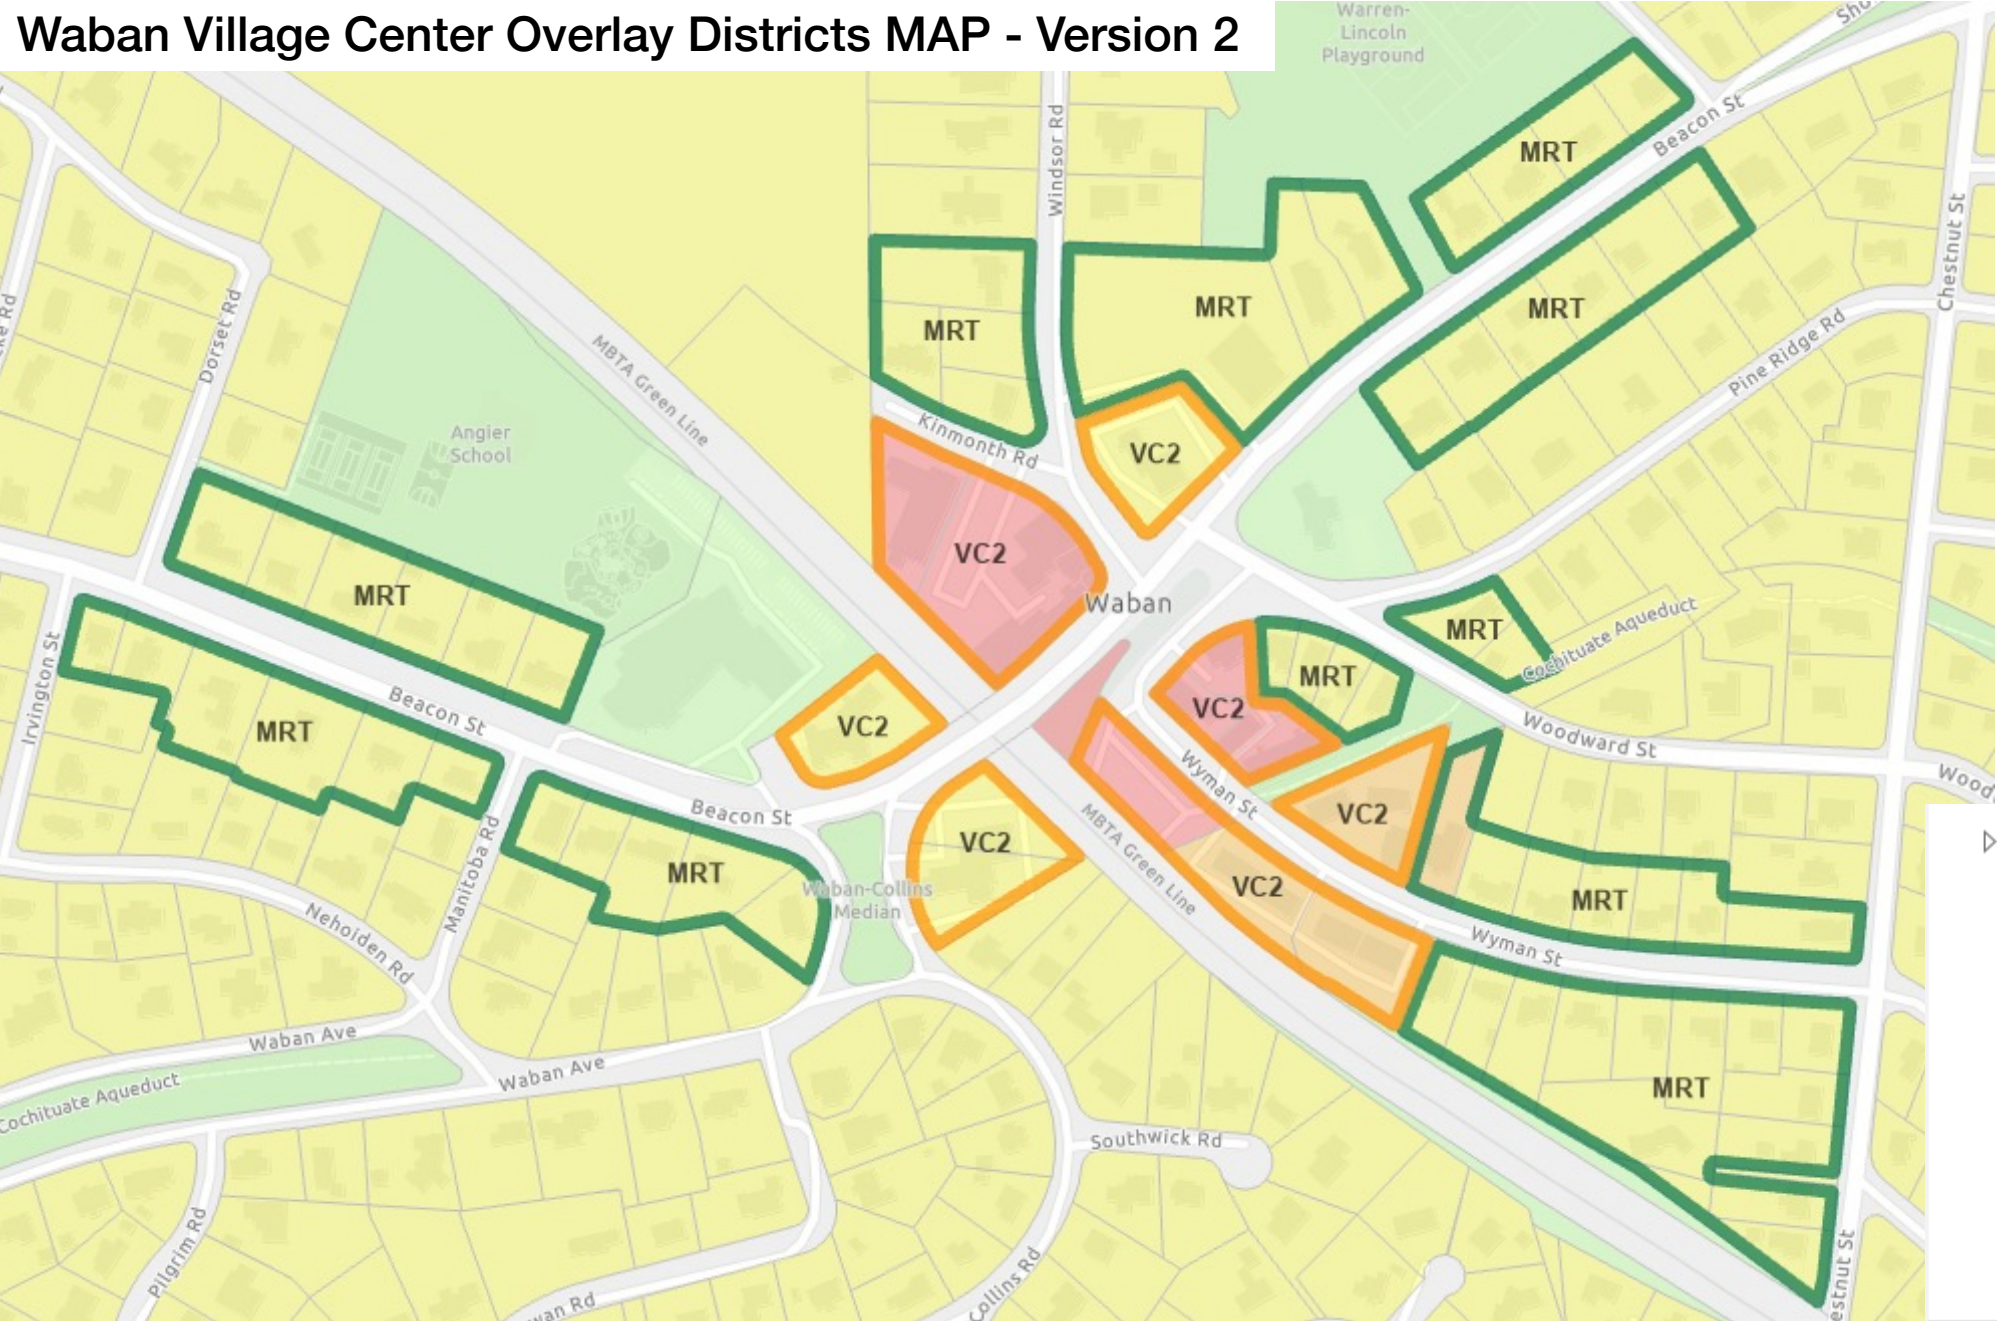 Waban Village Center Overlay Districts MAP - Version 2
Warren-
Lincoln
Playground
Beacon St
MRT
Windsor Rd
Chestnut St
Dorset Rd
MBTA Green Line
MRT
MRT
MRT
Pine Ridge Rd
Angier
School
Kinmonth Rd
VC2
VC2
MRT
Waban
MRT
Cochituate Aqueduct
Irvington St
MRT
Beacon St
VC2
MRT
VC2
Woodward St
Wyman St
VC2
Beacon St
MBTA Green Line
VC2
MRT
Manitoba Rd
Waban-Collins
Median
VC2
MRT
Nehoiden Rd
Wyman St
Waban Ave
Waban Ave
Cochituate Aqueduct
MRT
Southwick Rd
Pilgrim Rd
Collins Rd